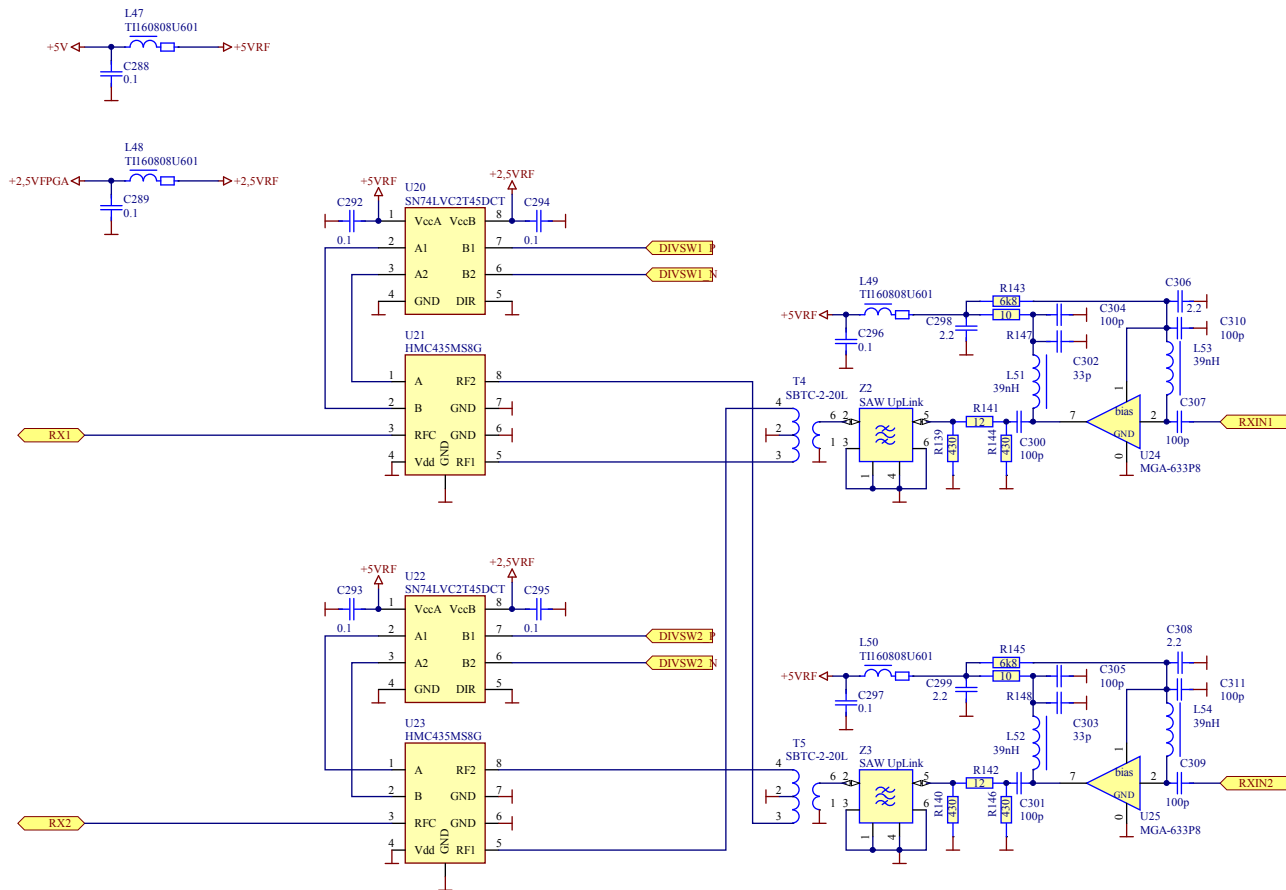 L47
TI160808U601
+5V
+5VRF
C288
0.1
L48
TI160808U601
+2,5VFPGA
+2,5VRF
C289
0.1
+5VRF
U20
SN74LVC2T45DCT
+2,5VRF
C292
0.1
C294
0.1
1 VccA VccB 8
2 A1 B1 7
3 A2 B2 6
4 GND DIR 5
DIVSW1_P
DIVSW1_N
U21
HMC435MS8G
1 A RF2 8
2 B GND 7
3 RFC GND 6
4 Vdd GND RF1 5
RX1
L49
TI160808U601
+5VRF
C296
0.1
C298
2.2
R143
6k8
10
R147
C304
100p
C302
33p
C306
2.2
C310
100p
L53
39nH
L51
39nH
T4
SBTC-2-20L
4
2
3
6
1
Z2
SAW UpLink
2
3
5
6
1
4
R139
430
R141
12
R144
430
C300
100p
7
bias
GND
1
2
0
C307
100p
RXIN1
U24
MGA-633P8
+5VRF
U22
SN74LVC2T45DCT
+2,5VRF
C293
0.1
C295
0.1
1 VccA VccB 8
2 A1 B1 7
3 A2 B2 6
4 GND DIR 5
DIVSW2_P
DIVSW2_N
U23
HMC435MS8G
1 A RF2 8
2 B GND 7
3 RFC GND 6
4 Vdd GND RF1 5
RX2
L50
TI160808U601
+5VRF
C297
0.1
C299
2.2
R145
6k8
10
R148
C305
100p
C303
33p
C308
2.2
C311
100p
L54
39nH
L52
39nH
T5
SBTC-2-20L
4
2
3
6
1
Z3
SAW UpLink
2
3
5
6
1
4
R140
430
R142
12
R146
430
C301
100p
7
bias
GND
1
2
0
C309
100p
RXIN2
U25
MGA-633P8